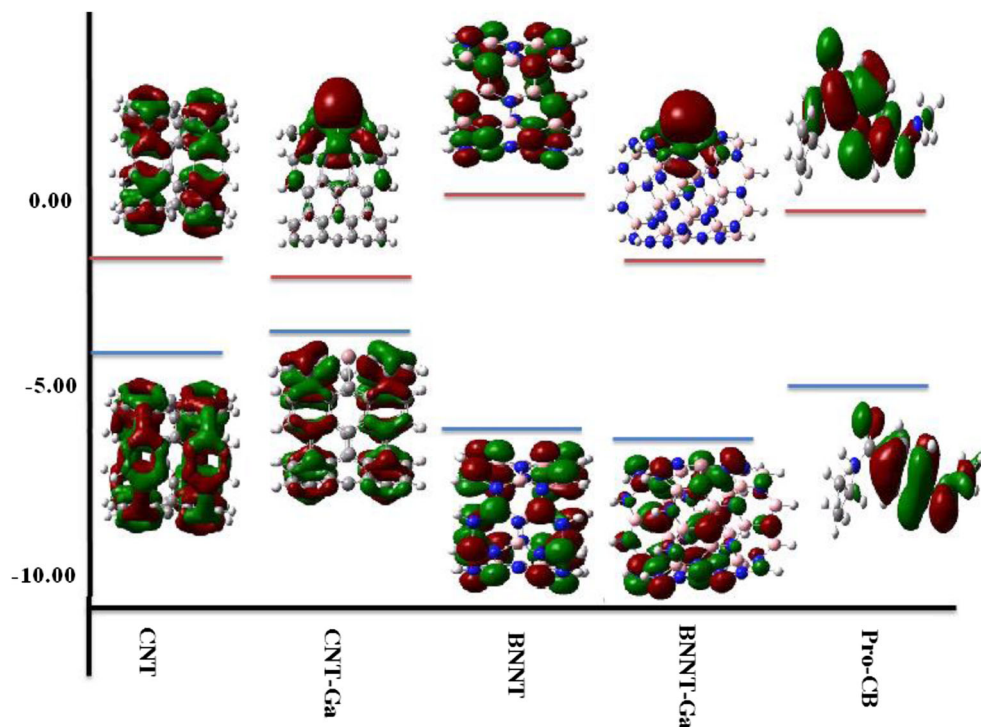 0.00
-5.00
-10.00
CNT
CNT-Ga
BNNT
BNNT-Ga
Pro-CB